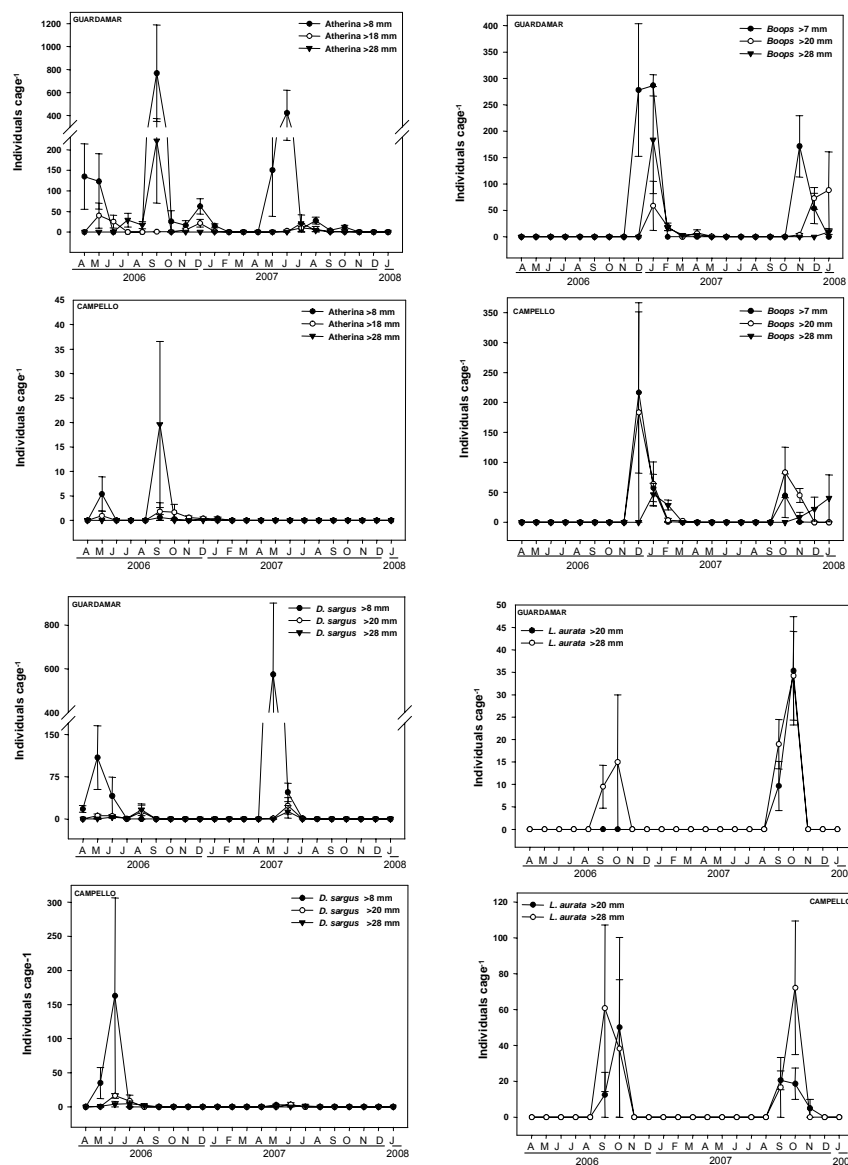 GUARDAMAR
Atherina >8 mm
Atherina >18 mm
Atherina >28 mm
Individuals cage-1
1200
1000
800
600
400
200
150
100
50
0
A M J J A S O N D J F M A M J J A S O N D J
2006 2007 2008
GUARDAMAR
Boops >7 mm
Boops >20 mm
Boops >28 mm
Individuals cage-1
400
350
300
250
200
150
100
50
0
A M J J A S O N D J F M A M J J A S O N D J
2006 2007 2008
CAMPELLO
Atherina >8 mm
Atherina >18 mm
Atherina >28 mm
Individuals cage-1
45
40
35
30
25
20
15
10
5
0
A M J J A S O N D J F M A M J J A S O N D J
2006 2007 2008
CAMPELLO
Boops >7 mm
Boops >20 mm
Boops >28 mm
Individuals cage-1
350
300
250
200
150
100
50
0
A M J J A S O N D J F M A M J J A S O N D J
2006 2007 2008
GUARDAMAR
D. sargus >8 mm
D. sargus >20 mm
D. sargus >28 mm
Individuals cage-1
800
600
400
150
75
0
A M J J A S O N D J F M A M J J A S O N D J
2006 2007 2008
GUARDAMAR
L. aurata >20 mm
L. aurata >28 mm
Individuals cage-1
50
45
40
35
30
25
20
15
10
5
0
A M J J A S O N D J F M A M J J A S O N D J
2006 2007 200
CAMPELLO
D. sargus >8 mm
D. sargus >20 mm
D. sargus >28 mm
Individuals cage-1
300
250
200
150
100
50
0
A M J J A S O N D J F M A M J J A S O N D J
2006 2007 2008
CAMPELLO
L. aurata >20 mm
L. aurata >28 mm
Individuals cage-1
120
100
80
60
40
20
0
A M J J A S O N D J F M A M J J A S O N D J
2006 2007 200